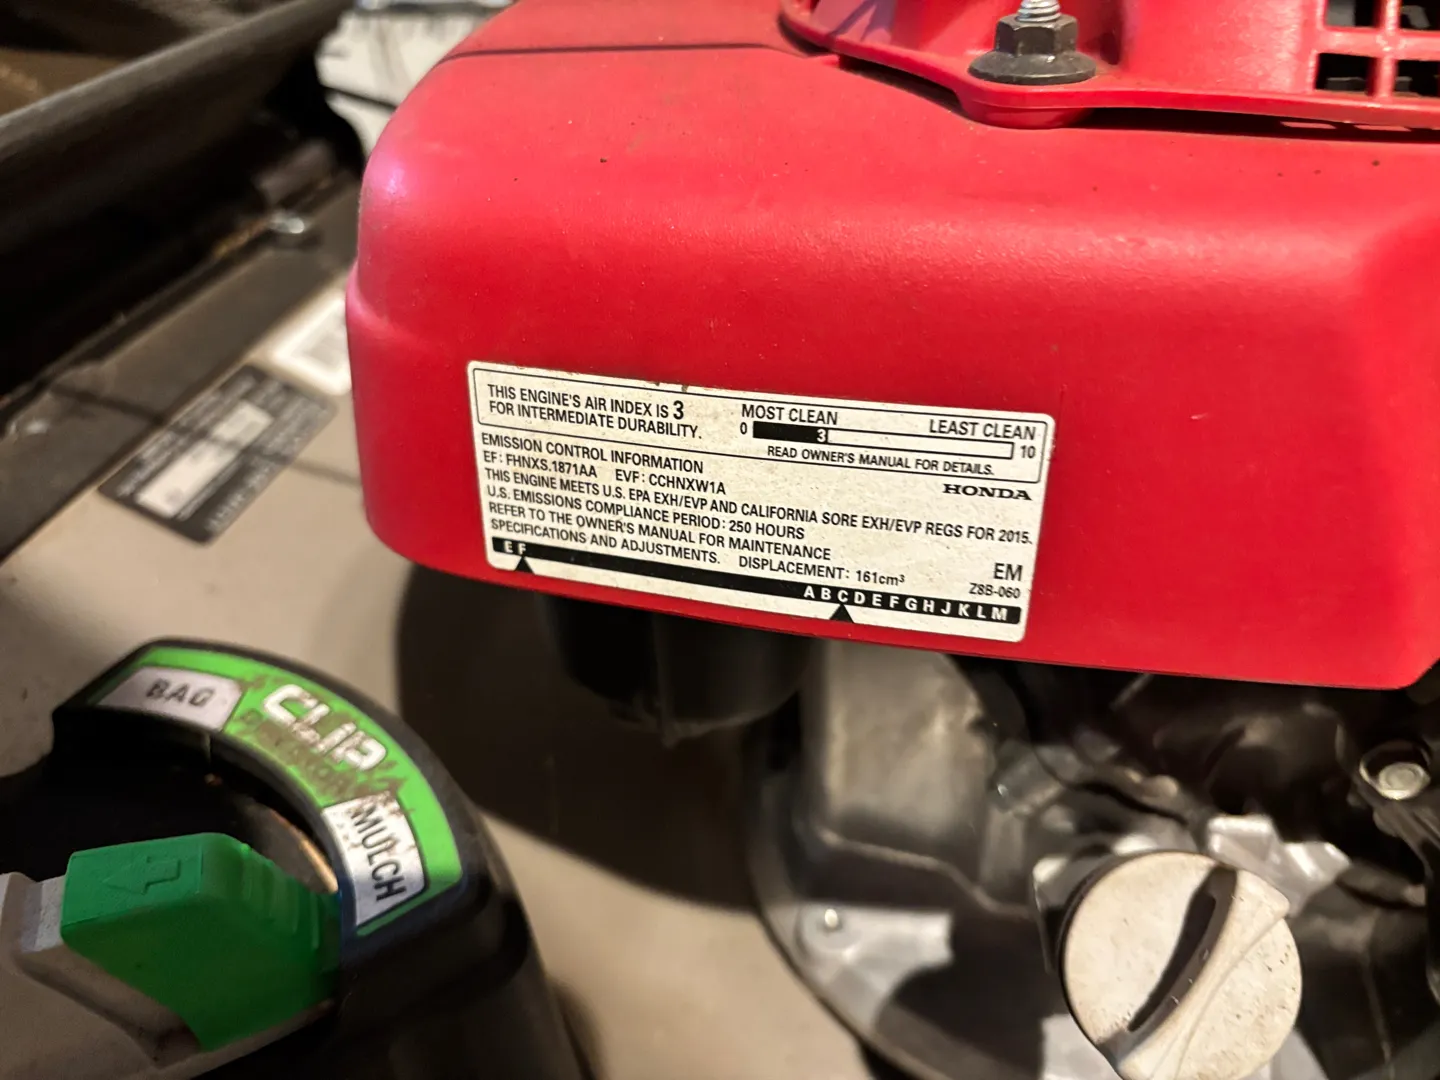 THIS ENGINE'S AIR INDEX IS 3
FOR INTERMEDIATE DURABILITY.
MOST CLEAN LEAST CLEAN
0 3 10
READ OWNER'S MANUAL FOR DETAILS.
EMISSION CONTROL INFORMATION
EF: FHNXS.1871AA EVF: CCHNXW1A
HONDA
THIS ENGINE MEETS U.S. EPA EXH/EVP AND CALIFORNIA SORE EXH/EVP REGS FOR 2015.
U.S. EMISSIONS COMPLIANCE PERIOD: 250 HOURS
REFER TO THE OWNER'S MANUAL FOR MAINTENANCE
SPECIFICATIONS AND ADJUSTMENTS. DISPLACEMENT: 161cm³
EM
Z8B-060
E F
A B C D E F G H J K L M
BAG
CLIP
MULCH